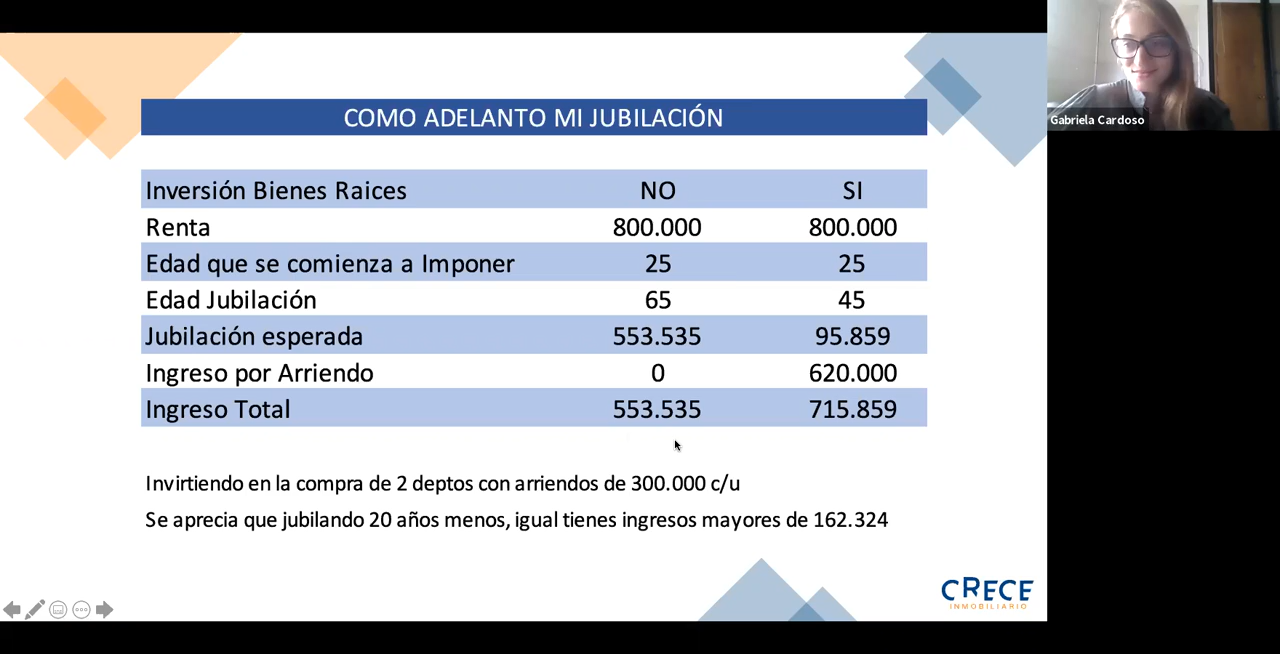 COMO ADELANTO MI JUBILACIÓN
Gabriela Cardoso
Inversión Bienes Raices NO SI
Renta 800.000 800.000
Edad que se comienza a Imponer 25 25
Edad Jubilación 65 45
Jubilación esperada 553.535 95.859
Ingreso por Arriendo 0 620.000
Ingreso Total 553.535 715.859
Invirtiendo en la compra de 2 deptos con arriendos de 300.000 c/u
Se aprecia que jubilando 20 años menos, igual tienes ingresos mayores de 162.324
CRECE
INMOBILIARIO